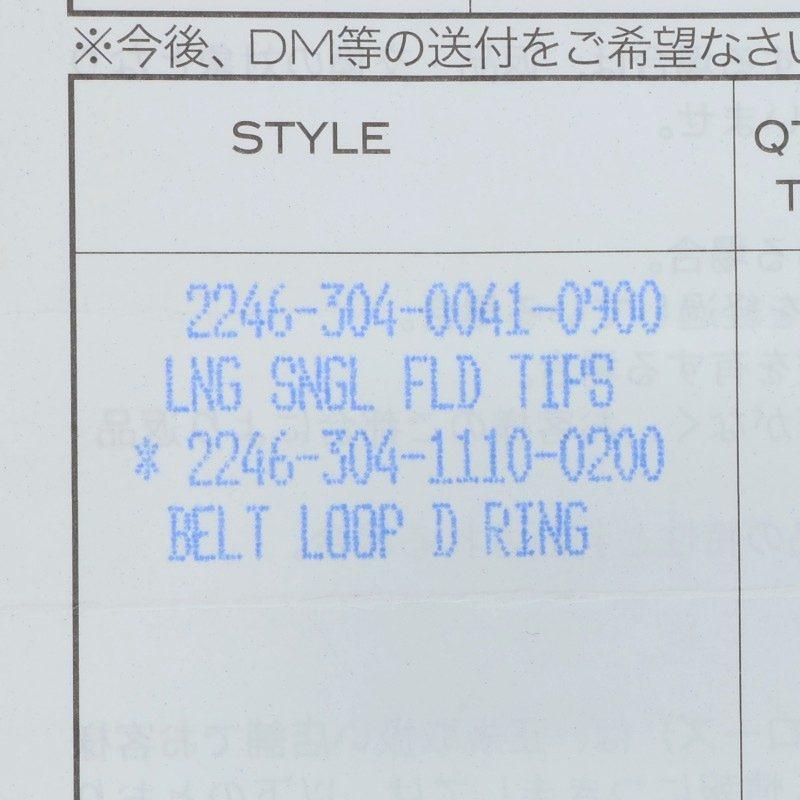 ※今後、DM等の送付をご希望なさい
STYLE
QT
T
2246-304-0041-0900
LNG SNGL FLD TIPS
* 2246-304-1110-0200
BELT LOOP D RING